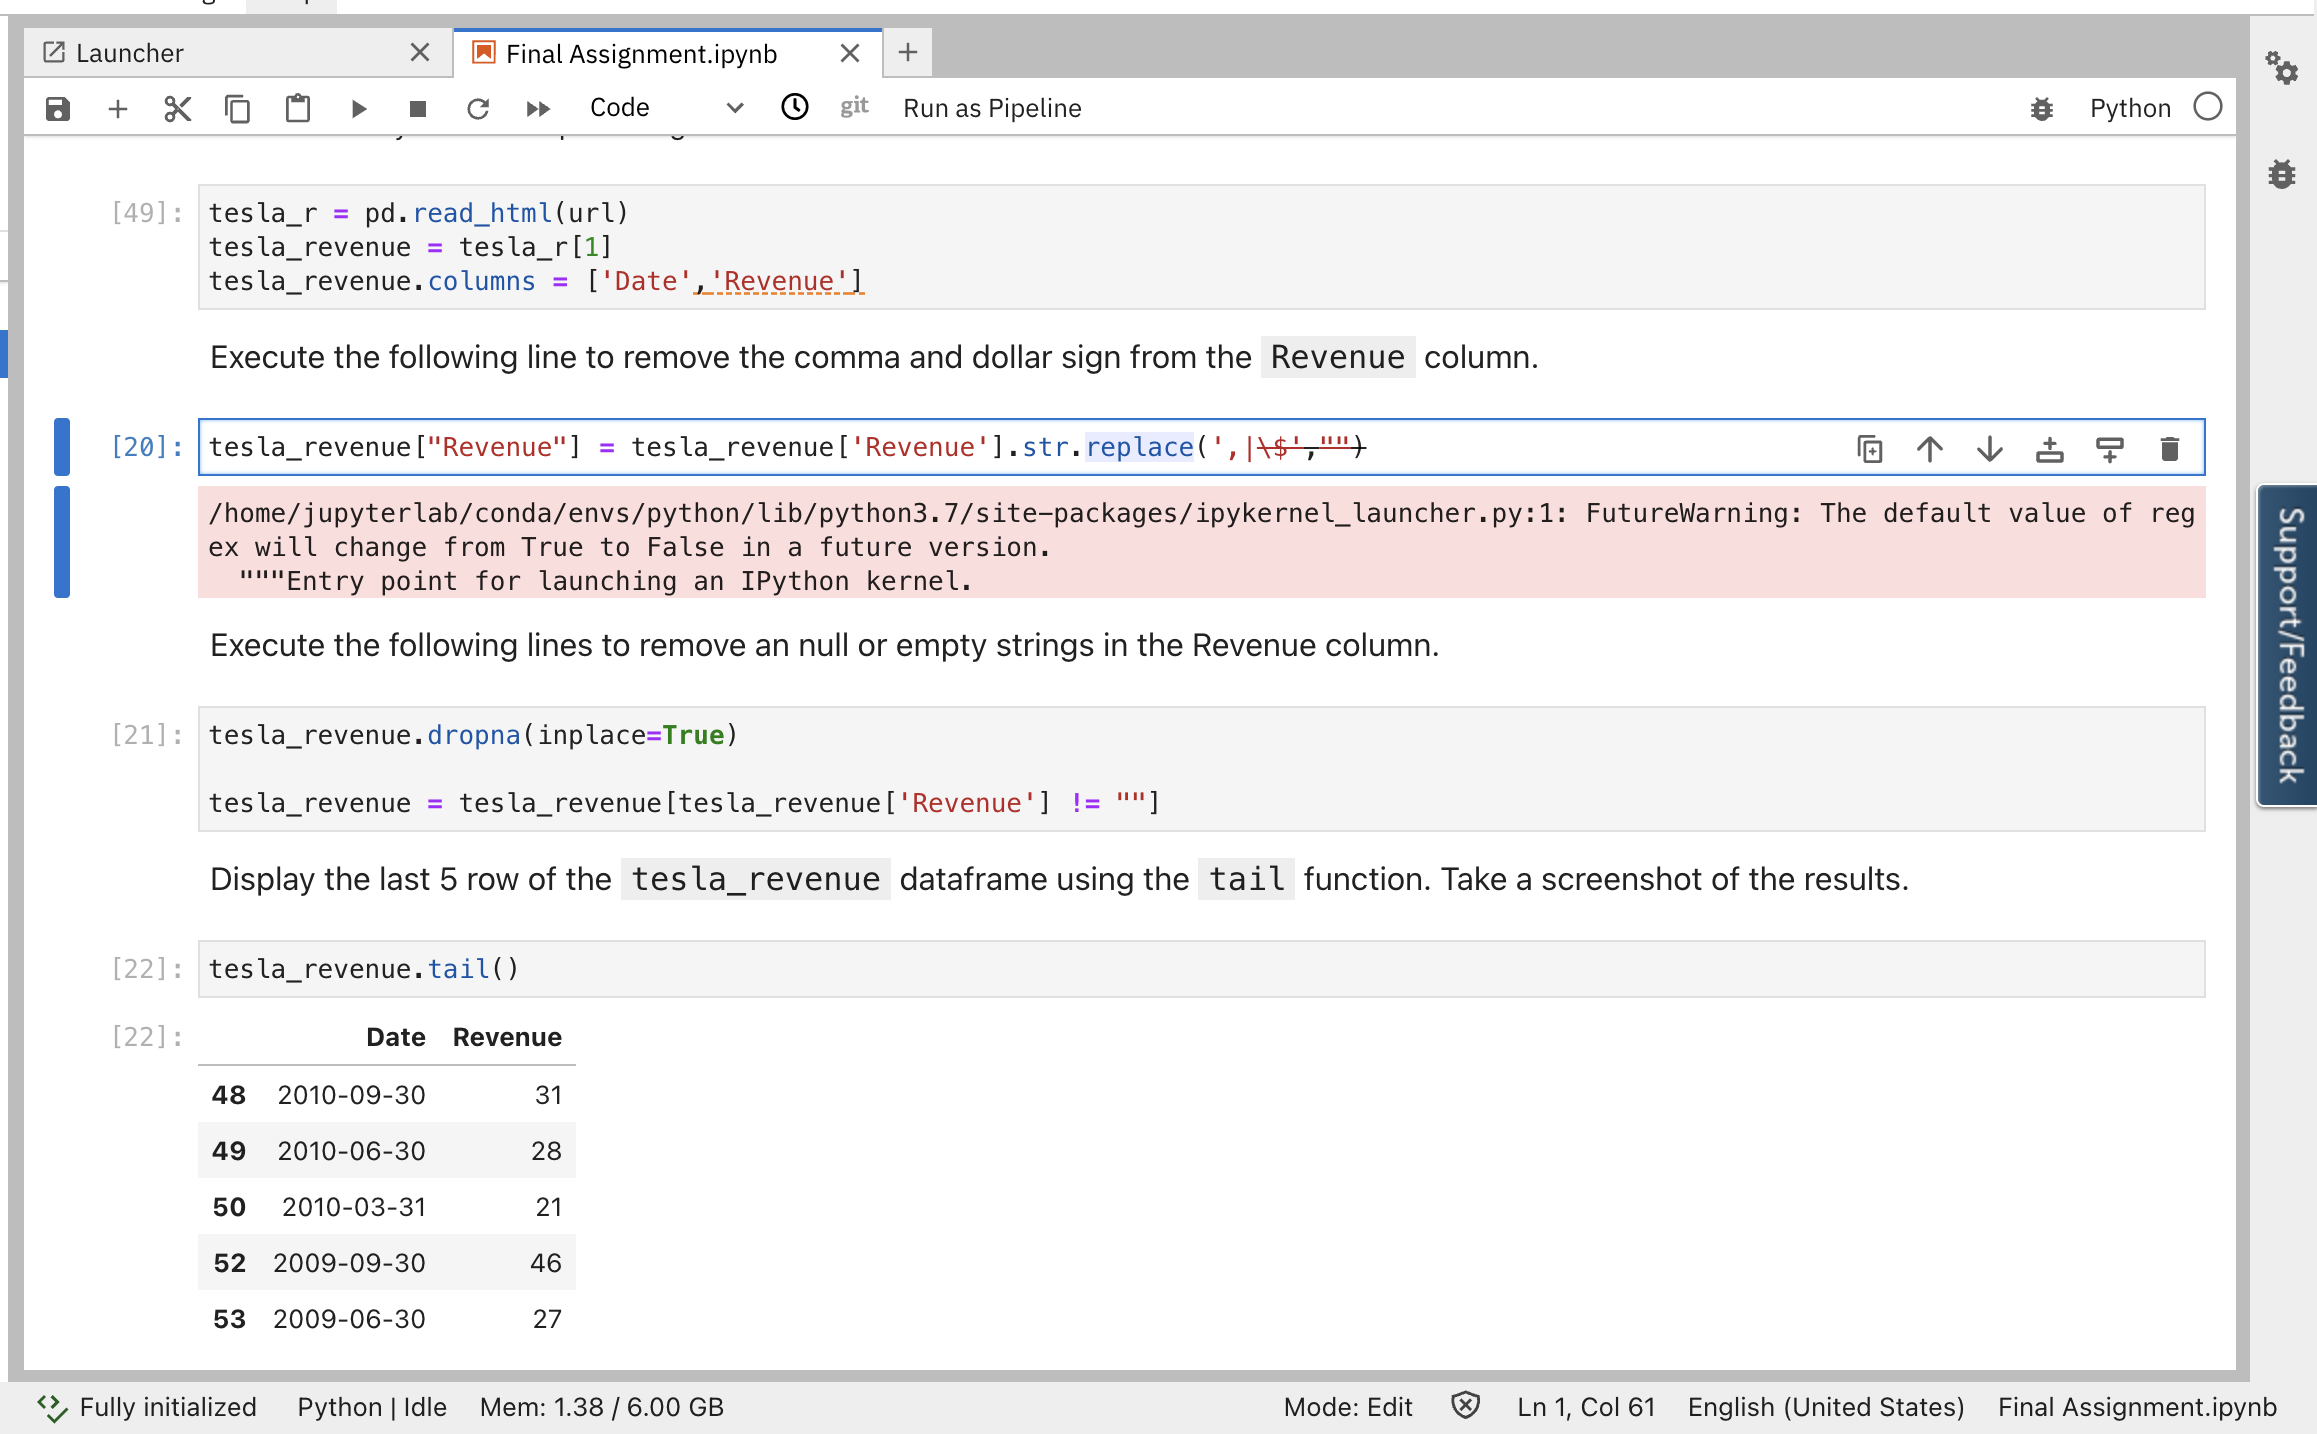 Launcher
Final Assignment.ipynb
Code
git
Run as Pipeline
Python
[49]:
tesla_r = pd.read_html(url)
tesla_revenue = tesla_r[1]
tesla_revenue.columns = ['Date','Revenue']
Execute the following line to remove the comma and dollar sign from the Revenue column.
[20]:
tesla_revenue["Revenue"] = tesla_revenue['Revenue'].str.replace(',|\$',"")
/home/jupyterlab/conda/envs/python/lib/python3.7/site-packages/ipykernel_launcher.py:1: FutureWarning: The default value of reg
ex will change from True to False in a future version.
"""Entry point for launching an IPython kernel.
Execute the following lines to remove an null or empty strings in the Revenue column.
[21]:
tesla_revenue.dropna(inplace=True)
tesla_revenue = tesla_revenue[tesla_revenue['Revenue'] != ""]
Display the last 5 row of the tesla_revenue dataframe using the tail function. Take a screenshot of the results.
[22]:
tesla_revenue.tail()
[22]:
Date Revenue
48 2010-09-30 31
49 2010-06-30 28
50 2010-03-31 21
52 2009-09-30 46
53 2009-06-30 27
Support/Feedback
Fully initialized
Python | Idle
Mem: 1.38 / 6.00 GB
Mode: Edit
Ln 1, Col 61
English (United States)
Final Assignment.ipynb